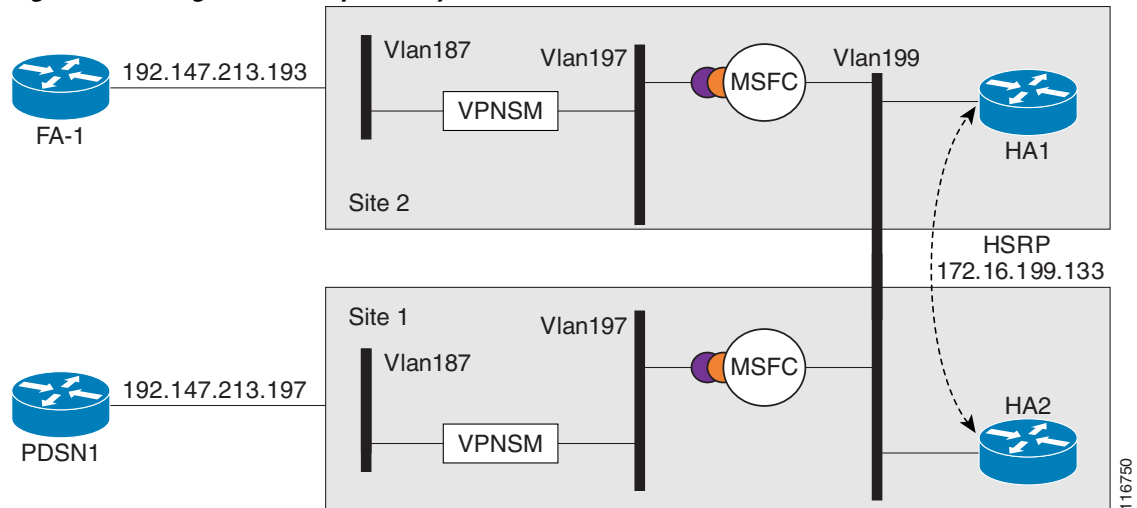 Vlan187
Vlan197
Vlan199
192.147.213.193
VPNSM
MSFC
FA-1
HA1
Site 2
HSRP
172.16.199.133
Site 1
Vlan197
Vlan187
192.147.213.197
MSFC
HA2
PDSN1
VPNSM
116750